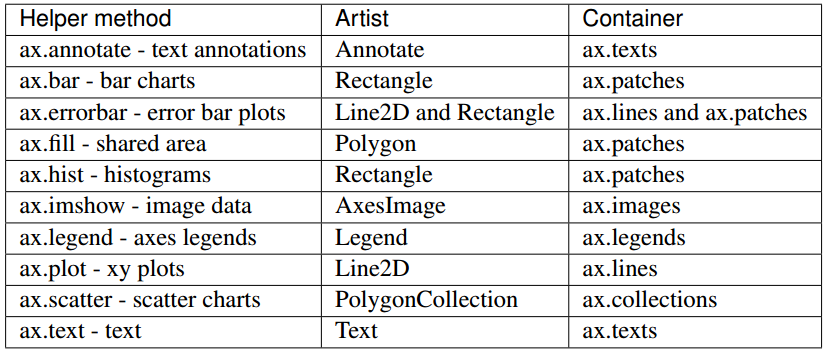 Helper method Artist Container
ax.annotate - text annotations Annotate ax.texts
ax.bar - bar charts Rectangle ax.patches
ax.errorbar - error bar plots Line2D and Rectangle ax.lines and ax.patches
ax.fill - shared area Polygon ax.patches
ax.hist - histograms Rectangle ax.patches
ax.imshow - image data AxesImage ax.images
ax.legend - axes legends Legend ax.legends
ax.plot - xy plots Line2D ax.lines
ax.scatter - scatter charts PolygonCollection ax.collections
ax.text - text Text ax.texts